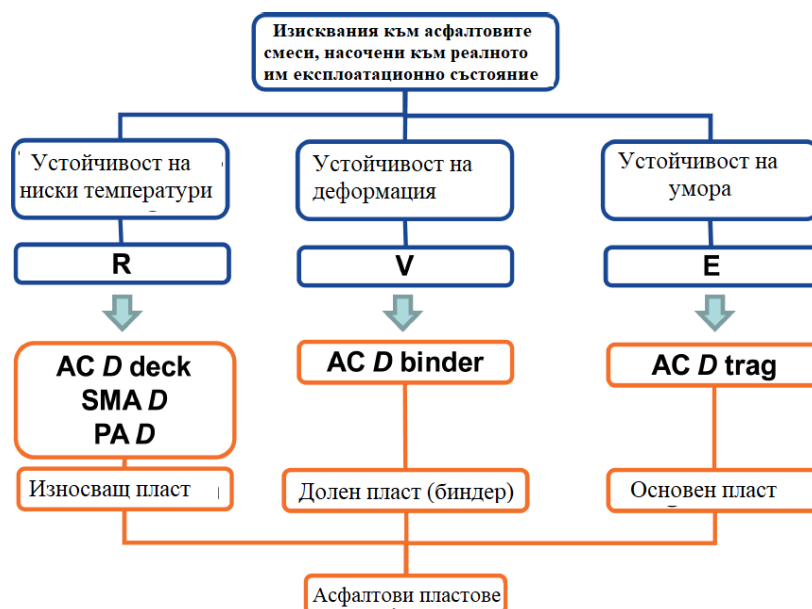 Изисквания към асфалтовите
смеси, насочени към реалното
им експлоатационно състояние
Устойчивост на
ниски температури
R
AC D deck
SMA D
PA D
Износващ пласт
Устойчивост на
деформация
V
AC D binder
Долен пласт (биндер)
Устойчивост на
умора
E
AC D trag
Основен пласт
Асфалтови пластове